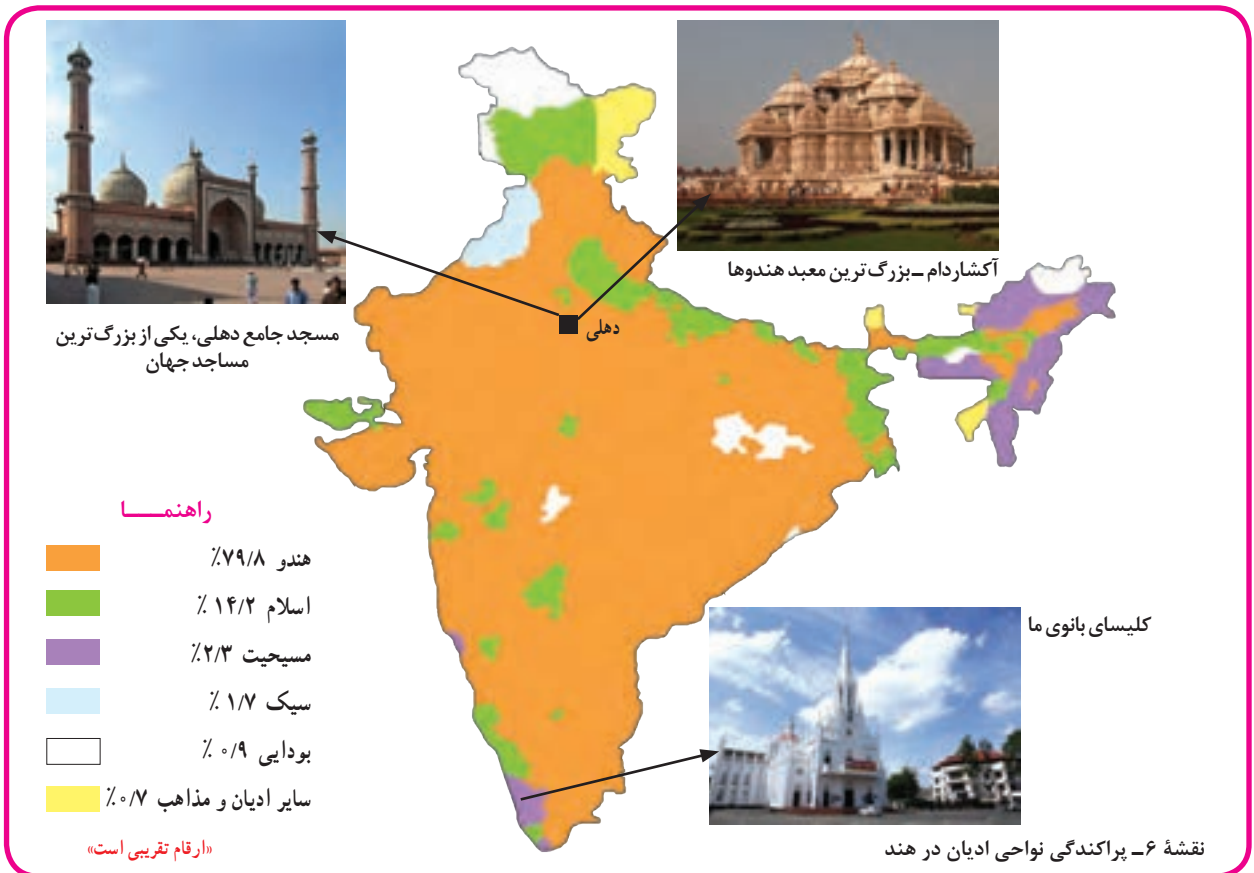 آکشاردام ـ بزرگ‌ترین معبد هندوها
مسجد جامع دهلی، یکی از بزرگ‌ترین
مساجد جهان
دهلی
راهنمـــا
هندو ۷۹/۸٪
اسلام ۱۴/۲ ٪
مسیحیت ۲/۳٪
سیک ۱/۷ ٪
بودایی ۰/۹ ٪
سایر ادیان و مذاهب ۰/۷٪
«ارقام تقریبی است»
کلیسای بانوی ما
نقشهٔ ۶ـ پراکندگی نواحی ادیان در هند